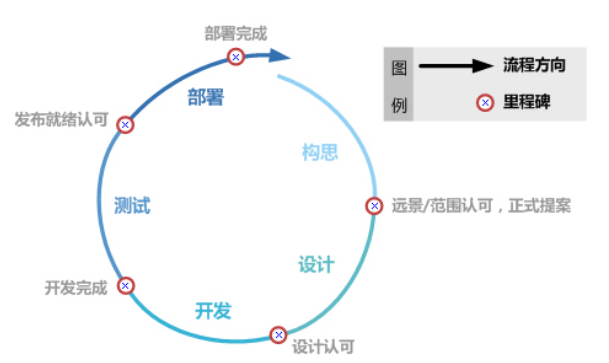 部署完成
图例
流程方向
里程碑
部署
发布就绪认可
构思
测试
远景/范围认可，正式提案
设计
开发完成
开发
设计认可